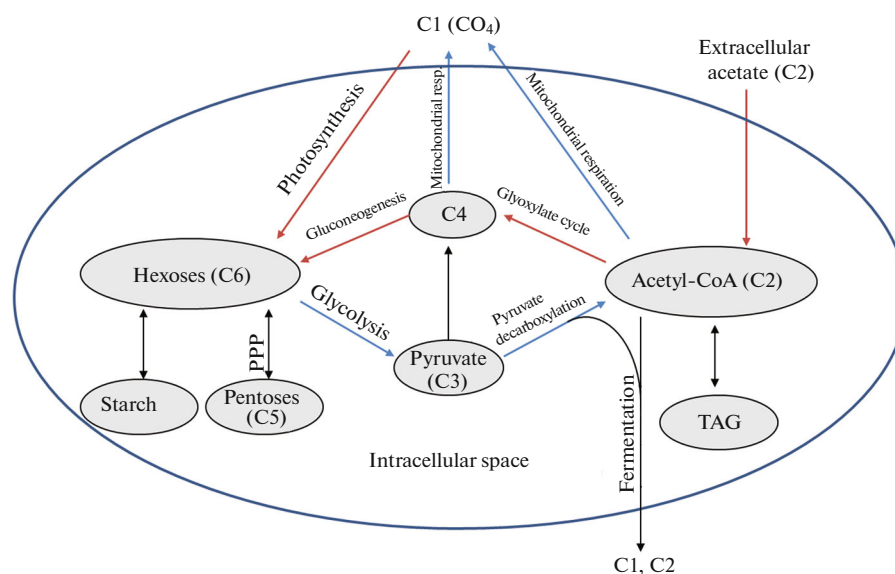 C1 (CO₄)
Extracellular
acetate (C2)
Photosynthesis
Mitochondrial resp.
Mitochondrial respiration
C4
Gluconeogenesis
Glyoxylate cycle
Hexoses (C6)
Acetyl-CoA (C2)
Glycolysis
Pyruvate
decarboxylation
PPP
Pyruvate
(C3)
Starch
Pentoses
(C5)
TAG
Fermentation
Intracellular space
C1, C2